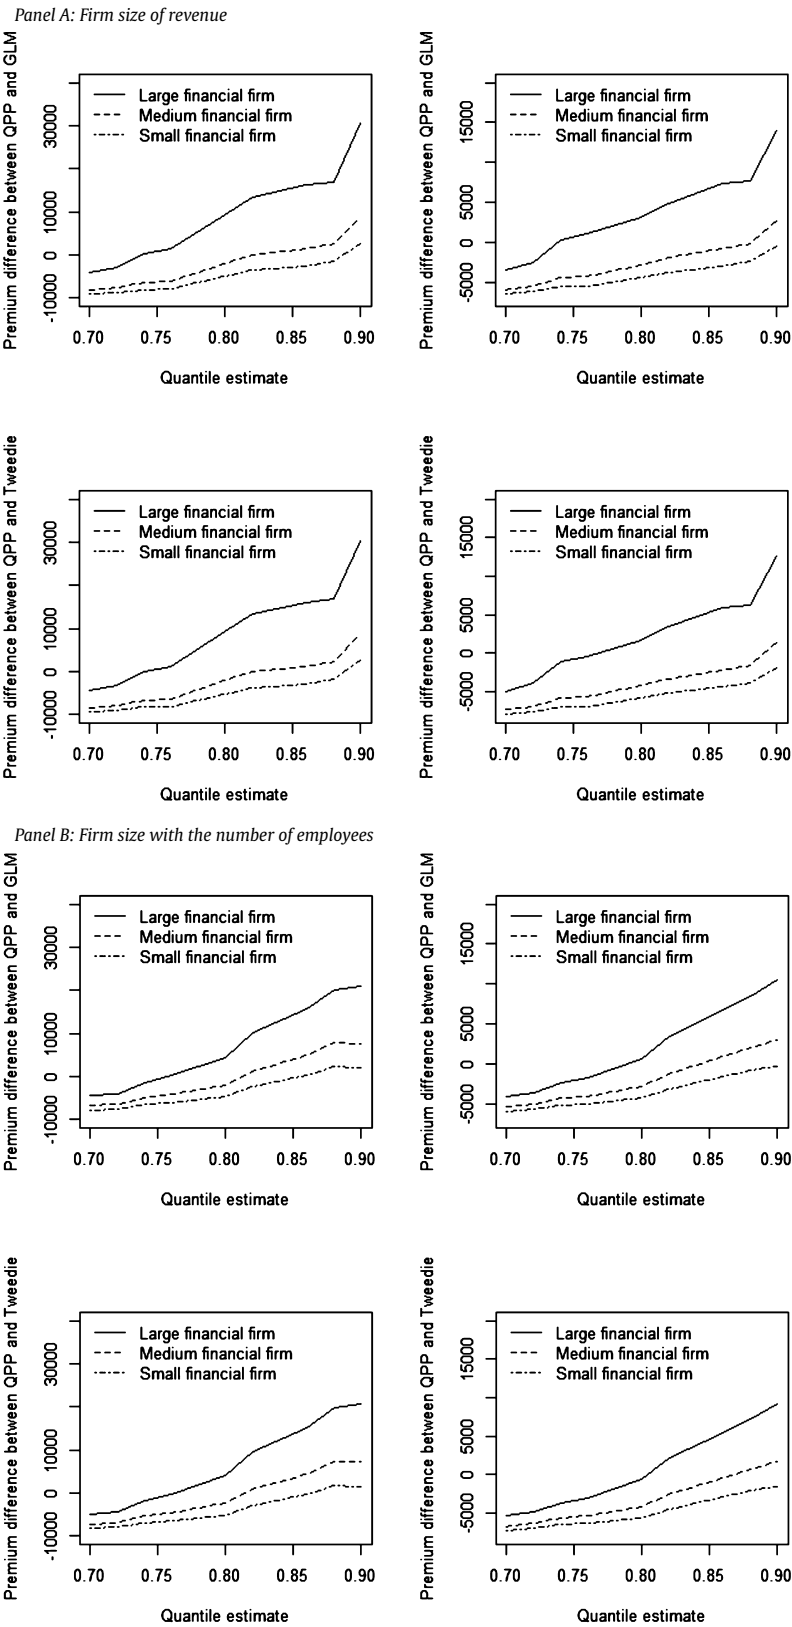 Panel A: Firm size of revenue
Premium difference between QPP and GLM
Large financial firm
Medium financial firm
Small financial firm
30000
10000
0
-10000
0.70 0.75 0.80 0.85 0.90
Quantile estimate
Premium difference between QPP and GLM
Large financial firm
Medium financial firm
Small financial firm
15000
5000
0
-5000
0.70 0.75 0.80 0.85 0.90
Quantile estimate
Premium difference between QPP and Tweedie
Large financial firm
Medium financial firm
Small financial firm
30000
10000
0
-10000
0.70 0.75 0.80 0.85 0.90
Quantile estimate
Premium difference between QPP and Tweedie
Large financial firm
Medium financial firm
Small financial firm
15000
5000
0
-5000
0.70 0.75 0.80 0.85 0.90
Quantile estimate
Panel B: Firm size with the number of employees
Premium difference between QPP and GLM
Large financial firm
Medium financial firm
Small financial firm
30000
10000
0
-10000
0.70 0.75 0.80 0.85 0.90
Quantile estimate
Premium difference between QPP and GLM
Large financial firm
Medium financial firm
Small financial firm
15000
5000
0
-5000
0.70 0.75 0.80 0.85 0.90
Quantile estimate
Premium difference between QPP and Tweedie
Large financial firm
Medium financial firm
Small financial firm
30000
10000
0
-10000
0.70 0.75 0.80 0.85 0.90
Quantile estimate
Premium difference between QPP and Tweedie
Large financial firm
Medium financial firm
Small financial firm
15000
5000
0
-5000
0.70 0.75 0.80 0.85 0.90
Quantile estimate